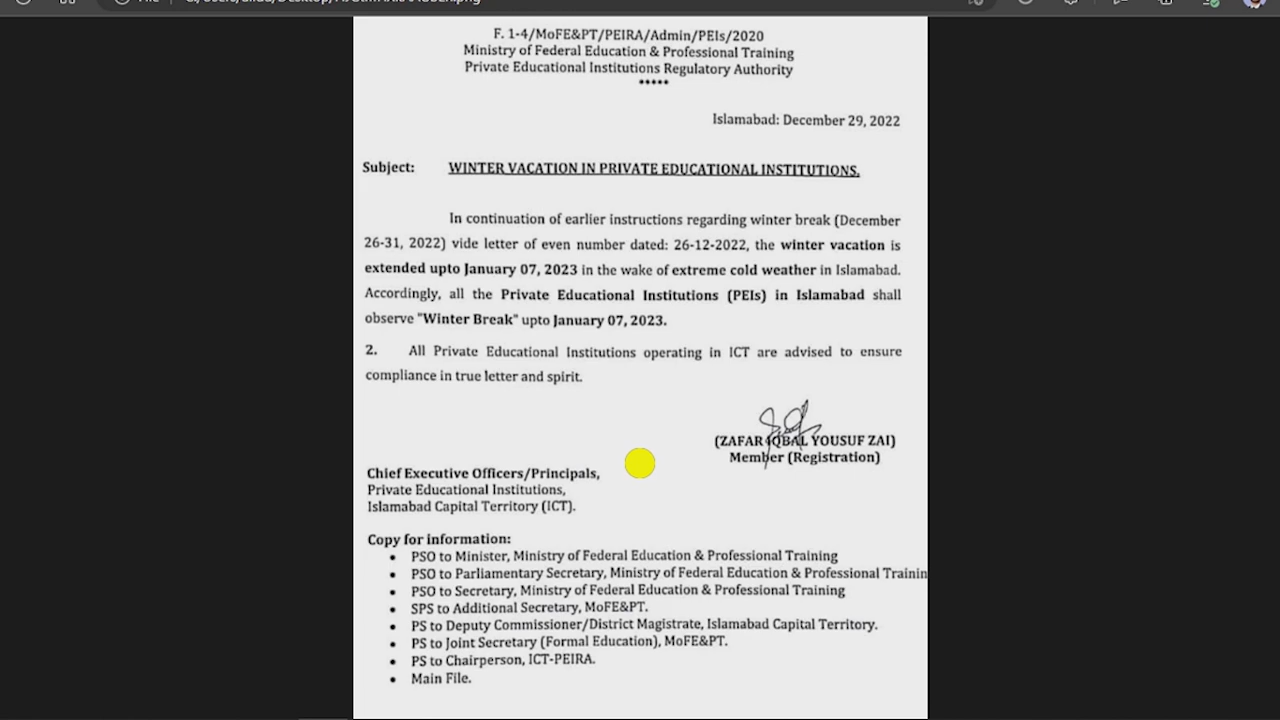 F. 1-4/MoFE&PT/PEIRA/Admin/PEIs/2020
Ministry of Federal Education & Professional Training
Private Educational Institutions Regulatory Authority
*****
Islamabad: December 29, 2022
Subject: WINTER VACATION IN PRIVATE EDUCATIONAL INSTITUTIONS.
In continuation of earlier instructions regarding winter break (December
26-31, 2022) vide letter of even number dated: 26-12-2022, the winter vacation is
extended upto January 07, 2023 in the wake of extreme cold weather in Islamabad.
Accordingly, all the Private Educational Institutions (PEIs) in Islamabad shall
observe "Winter Break" upto January 07, 2023.
2. All Private Educational Institutions operating in ICT are advised to ensure
compliance in true letter and spirit.
(ZAFAR IQBAL YOUSUF ZAI)
Member (Registration)
Chief Executive Officers/Principals,
Private Educational Institutions,
Islamabad Capital Territory (ICT).
Copy for information:
• PSO to Minister, Ministry of Federal Education & Professional Training
• PSO to Parliamentary Secretary, Ministry of Federal Education & Professional Trainin
• PSO to Secretary, Ministry of Federal Education & Professional Training
• SPS to Additional Secretary, MoFE&PT.
• PS to Deputy Commissioner/District Magistrate, Islamabad Capital Territory.
• PS to Joint Secretary (Formal Education), MoFE&PT.
• PS to Chairperson, ICT-PEIRA.
• Main File.